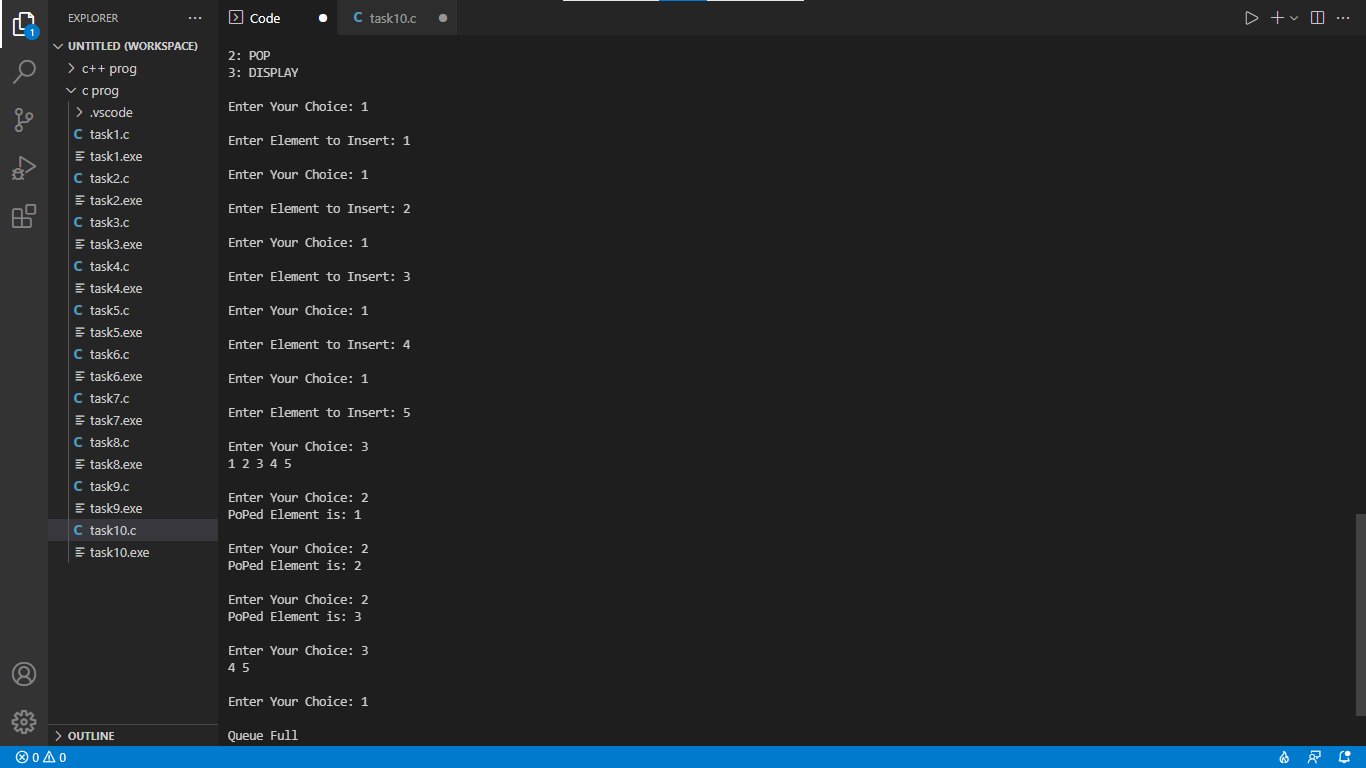 EXPLORER ...
UNTITLED (WORKSPACE)
c++ prog
c prog
.vscode
C task1.c
task1.exe
C task2.c
task2.exe
C task3.c
task3.exe
C task4.c
task4.exe
C task5.c
task5.exe
C task6.c
task6.exe
C task7.c
task7.exe
C task8.c
task8.exe
C task9.c
task9.exe
C task10.c
task10.exe
OUTLINE
1
Code
C task10.c
2: POP
3: DISPLAY
Enter Your Choice: 1
Enter Element to Insert: 1
Enter Your Choice: 1
Enter Element to Insert: 2
Enter Your Choice: 1
Enter Element to Insert: 3
Enter Your Choice: 1
Enter Element to Insert: 4
Enter Your Choice: 1
Enter Element to Insert: 5
Enter Your Choice: 3
1 2 3 4 5
Enter Your Choice: 2
PoPed Element is: 1
Enter Your Choice: 2
PoPed Element is: 2
Enter Your Choice: 2
PoPed Element is: 3
Enter Your Choice: 3
4 5
Enter Your Choice: 1
Queue Full
0 0